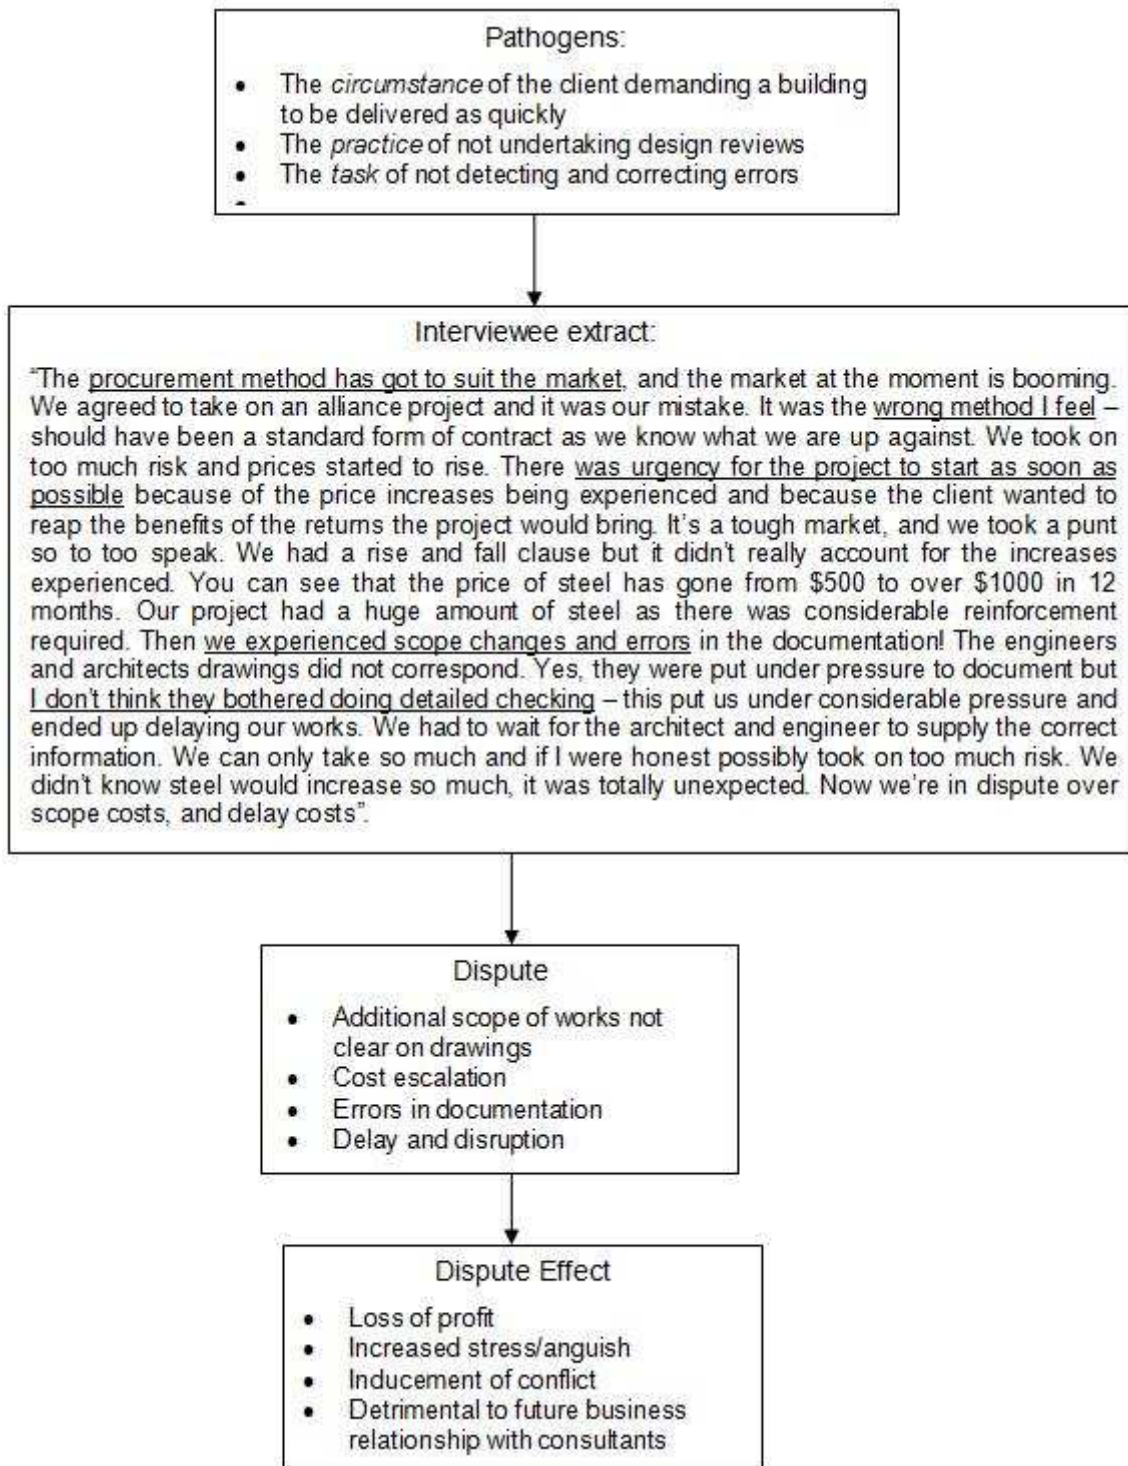 Pathogens:
• The circumstance of the client demanding a building
to be delivered as quickly
• The practice of not undertaking design reviews
• The task of not detecting and correcting errors
•
Interviewee extract:
“The procurement method has got to suit the market, and the market at the moment is booming.
We agreed to take on an alliance project and it was our mistake. It was the wrong method I feel –
should have been a standard form of contract as we know what we are up against. We took on
too much risk and prices started to rise. There was urgency for the project to start as soon as
possible because of the price increases being experienced and because the client wanted to
reap the benefits of the returns the project would bring. It’s a tough market, and we took a punt
so to too speak. We had a rise and fall clause but it didn’t really account for the increases
experienced. You can see that the price of steel has gone from $500 to over $1000 in 12
months. Our project had a huge amount of steel as there was considerable reinforcement
required. Then we experienced scope changes and errors in the documentation! The engineers
and architects drawings did not correspond. Yes, they were put under pressure to document but
I don’t think they bothered doing detailed checking – this put us under considerable pressure and
ended up delaying our works. We had to wait for the architect and engineer to supply the correct
information. We can only take so much and if I were honest possibly took on too much risk. We
didn’t know steel would increase so much, it was totally unexpected. Now we’re in dispute over
scope costs, and delay costs”.
Dispute
• Additional scope of works not
clear on drawings
• Cost escalation
• Errors in documentation
• Delay and disruption
Dispute Effect
• Loss of profit
• Increased stress/anguish
• Inducement of conflict
• Detrimental to future business
relationship with consultants